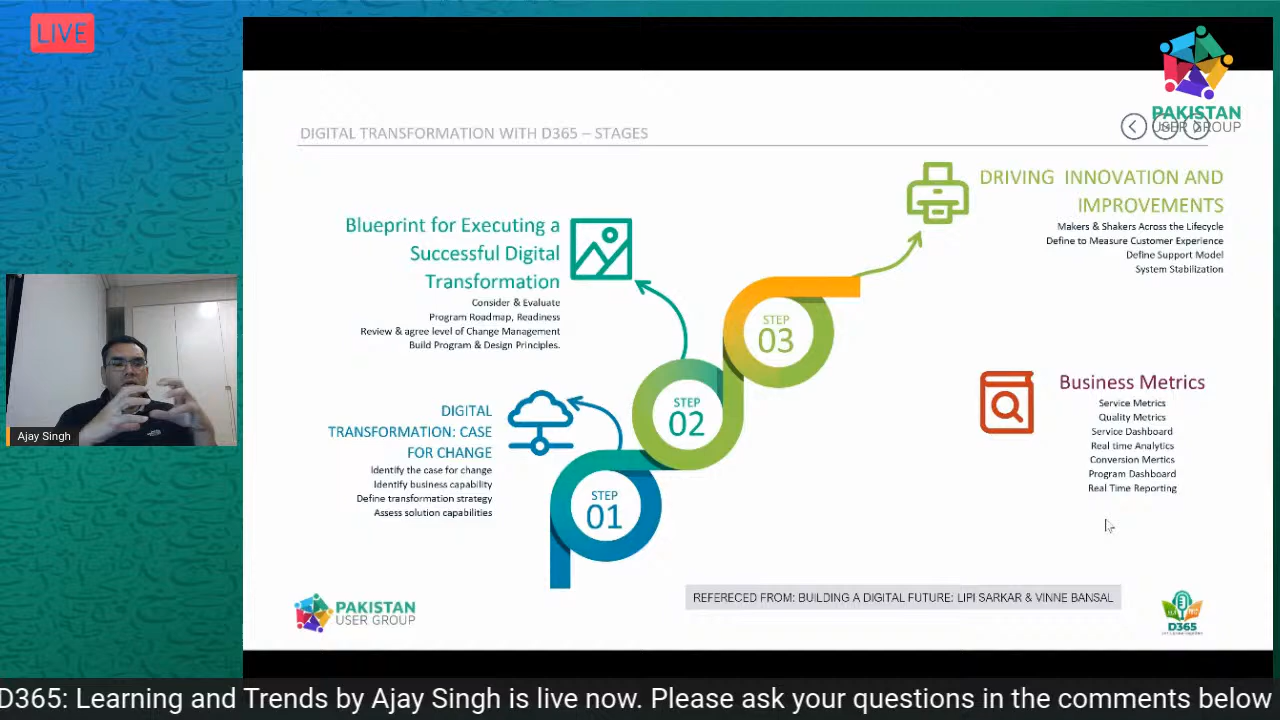 LIVE
PAKISTAN
USER GROUP
DIGITAL TRANSFORMATION WITH D365 – STAGES
DRIVING INNOVATION AND
IMPROVEMENTS
Makers & Shakers Across the Lifecycle
Define to Measure Customer Experience
Define Support Model
System Stabilization
Blueprint for Executing a
Successful Digital
Transformation
Consider & Evaluate
Program Roadmap, Readiness
Review & agree level of Change Management
Build Program & Design Principles.
STEP
03
STEP
02
DIGITAL
TRANSFORMATION: CASE
FOR CHANGE
Identify the case for change
Identify business capability
Define transformation strategy
Assess solution capabilities
STEP
01
Business Metrics
Service Metrics
Quality Metrics
Service Dashboard
Real time Analytics
Conversion Mertics
Program Dashboard
Real Time Reporting
Ajay Singh
PAKISTAN
USER GROUP
REFERECED FROM: BUILDING A DIGITAL FUTURE: LIPI SARKAR & VINNE BANSAL
D365
D365: Learning and Trends by Ajay Singh is live now. Please ask your questions in the comments below